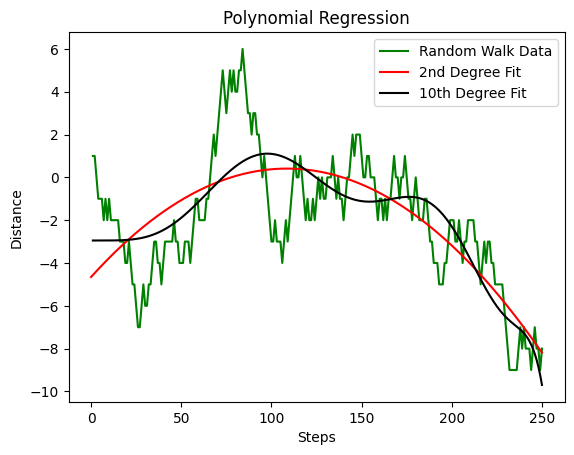 Polynomial Regression
Random Walk Data
2nd Degree Fit
10th Degree Fit
6
4
2
0
−2
−4
−6
−8
−10
Distance
0 50 100 150 200 250
Steps